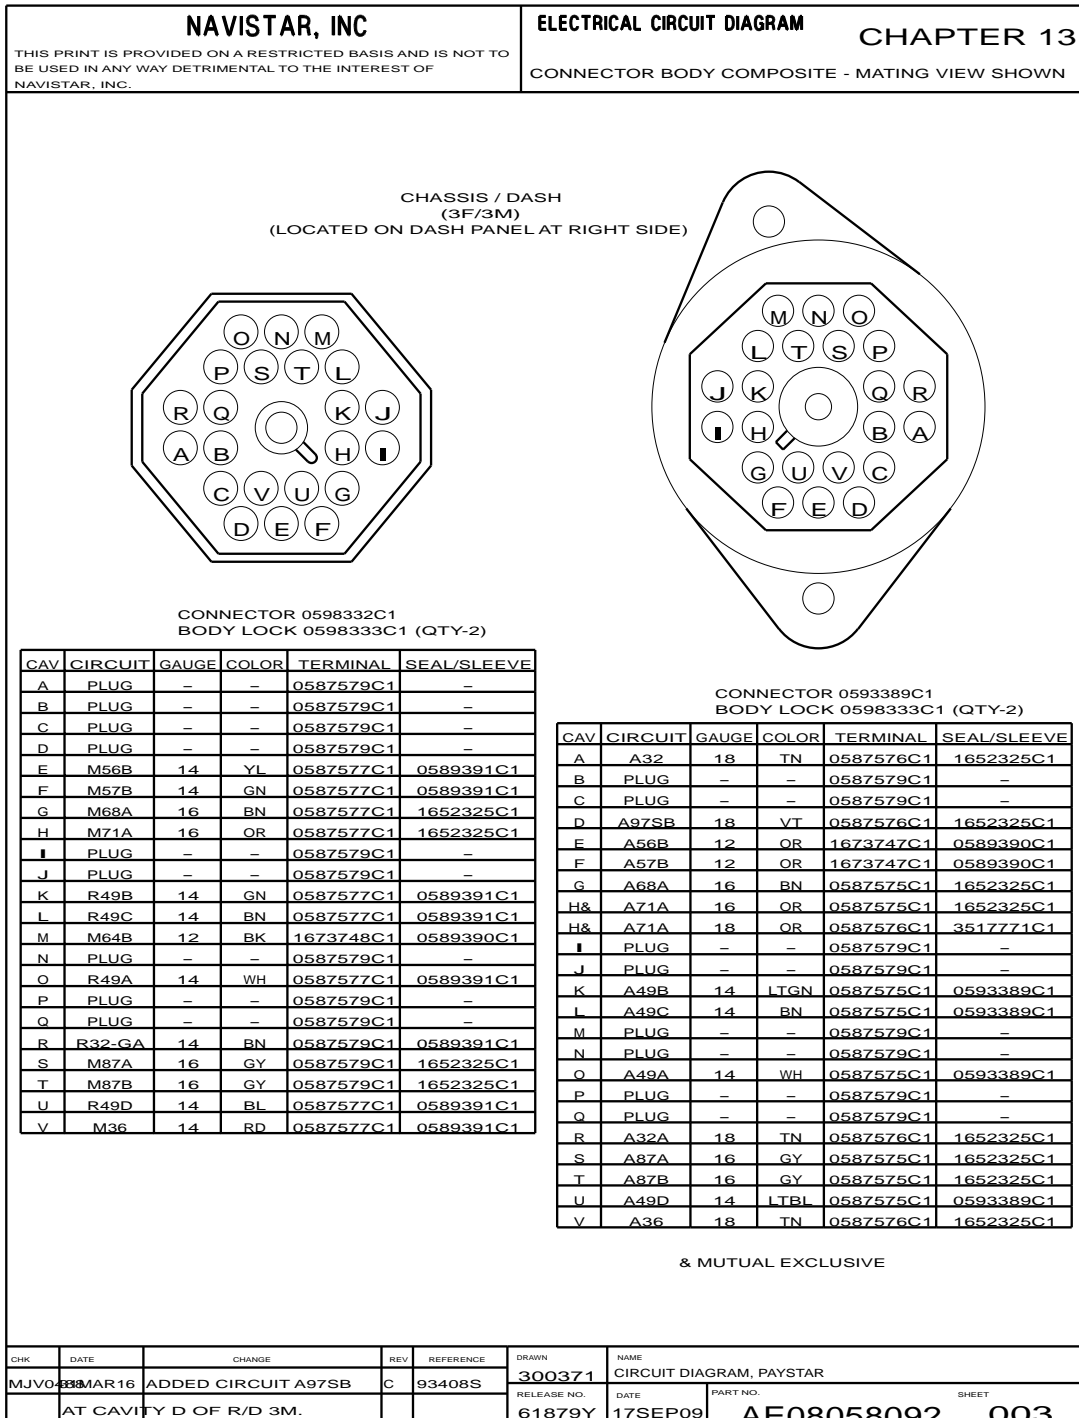 NAVISTAR, INC
THIS PRINT IS PROVIDED ON A RESTRICTED BASIS AND IS NOT TO
BE USED IN ANY WAY DETRIMENTAL TO THE INTEREST OF
NAVISTAR, INC.
ELECTRICAL CIRCUIT DIAGRAM
CHAPTER 13
CONNECTOR BODY COMPOSITE - MATING VIEW SHOWN
CHASSIS / DASH
(3F/3M)
(LOCATED ON DASH PANEL AT RIGHT SIDE)
O N M
P S T L
R Q K J
A B H I
C V U G
D E F
M N O
L T S P
J K Q R
I H B A
G U V C
F E D
CONNECTOR 0598332C1
BODY LOCK 0598333C1 (QTY-2)
CAV CIRCUIT GAUGE COLOR TERMINAL SEAL/SLEEVE
A PLUG – – 0587579C1 –
B PLUG – – 0587579C1 –
C PLUG – – 0587579C1 –
D PLUG – – 0587579C1 –
E M56B 14 YL 0587577C1 0589391C1
F M57B 14 GN 0587577C1 0589391C1
G M68A 16 BN 0587577C1 1652325C1
H M71A 16 OR 0587577C1 1652325C1
I PLUG – – 0587579C1 –
J PLUG – – 0587579C1 –
K R49B 14 GN 0587577C1 0589391C1
L R49C 14 BN 0587577C1 0589391C1
M M64B 12 BK 1673748C1 0589390C1
N PLUG – – 0587579C1 –
O R49A 14 WH 0587577C1 0589391C1
P PLUG – – 0587579C1 –
Q PLUG – – 0587579C1 –
R R32-GA 14 BN 0587579C1 0589391C1
S M87A 16 GY 0587579C1 1652325C1
T M87B 16 GY 0587579C1 1652325C1
U R49D 14 BL 0587577C1 0589391C1
V M36 14 RD 0587577C1 0589391C1
CONNECTOR 0593389C1
BODY LOCK 0598333C1 (QTY-2)
CAV CIRCUIT GAUGE COLOR TERMINAL SEAL/SLEEVE
A A32 18 TN 0587576C1 1652325C1
B PLUG – – 0587579C1 –
C PLUG – – 0587579C1 –
D A97SB 18 VT 0587576C1 1652325C1
E A56B 12 OR 1673747C1 0589390C1
F A57B 12 OR 1673747C1 0589390C1
G A68A 16 BN 0587575C1 1652325C1
H& A71A 16 OR 0587575C1 1652325C1
H& A71A 18 OR 0587576C1 3517771C1
I PLUG – – 0587579C1 –
J PLUG – – 0587579C1 –
K A49B 14 LTGN 0587575C1 0593389C1
L A49C 14 BN 0587575C1 0593389C1
M PLUG – – 0587579C1 –
N PLUG – – 0587579C1 –
O A49A 14 WH 0587575C1 0593389C1
P PLUG – – 0587579C1 –
Q PLUG – – 0587579C1 –
R A32A 18 TN 0587576C1 1652325C1
S A87A 16 GY 0587575C1 1652325C1
T A87B 16 GY 0587575C1 1652325C1
U A49D 14 LTBL 0587575C1 0593389C1
V A36 18 TN 0587576C1 1652325C1
& MUTUAL EXCLUSIVE
CHK DATE CHANGE REV REFERENCE DRAWN NAME
ADDED CIRCUIT A97SB C 93408S 300371 CIRCUIT DIAGRAM, PAYSTAR
RELEASE NO. DATE PART NO. SHEET
AT CAVITY D OF R/D 3M. 61879Y 17SEP09 AE08058092 003